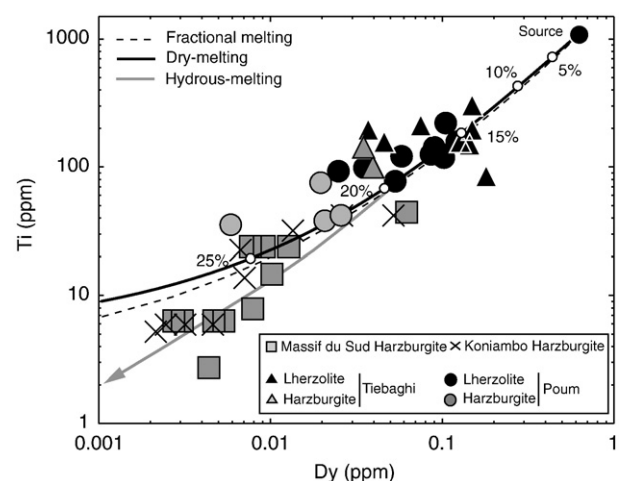 1000
100
10
1
Ti (ppm)
Fractional melting
Dry-melting
Hydrous-melting
Source
10%
5%
15%
20%
25%
Massif du Sud Harzburgite
Koniambo Harzburgite
Lherzolite
Harzburgite
Tiebaghi
Lherzolite
Harzburgite
Poum
0.001
0.01
0.1
1
Dy (ppm)